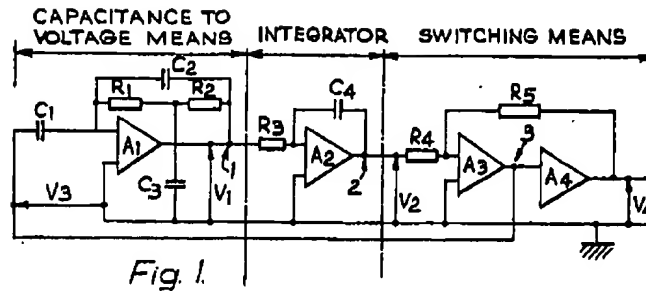 CAPACITANCE TO VOLTAGE MEANS
INTEGRATOR
SWITCHING MEANS
C2
R1
R2
C1
A1
C3
V1
1
V3
R3
C4
A2
2
V2
R4
R5
A3
3
A4
V4
Fig. 1.